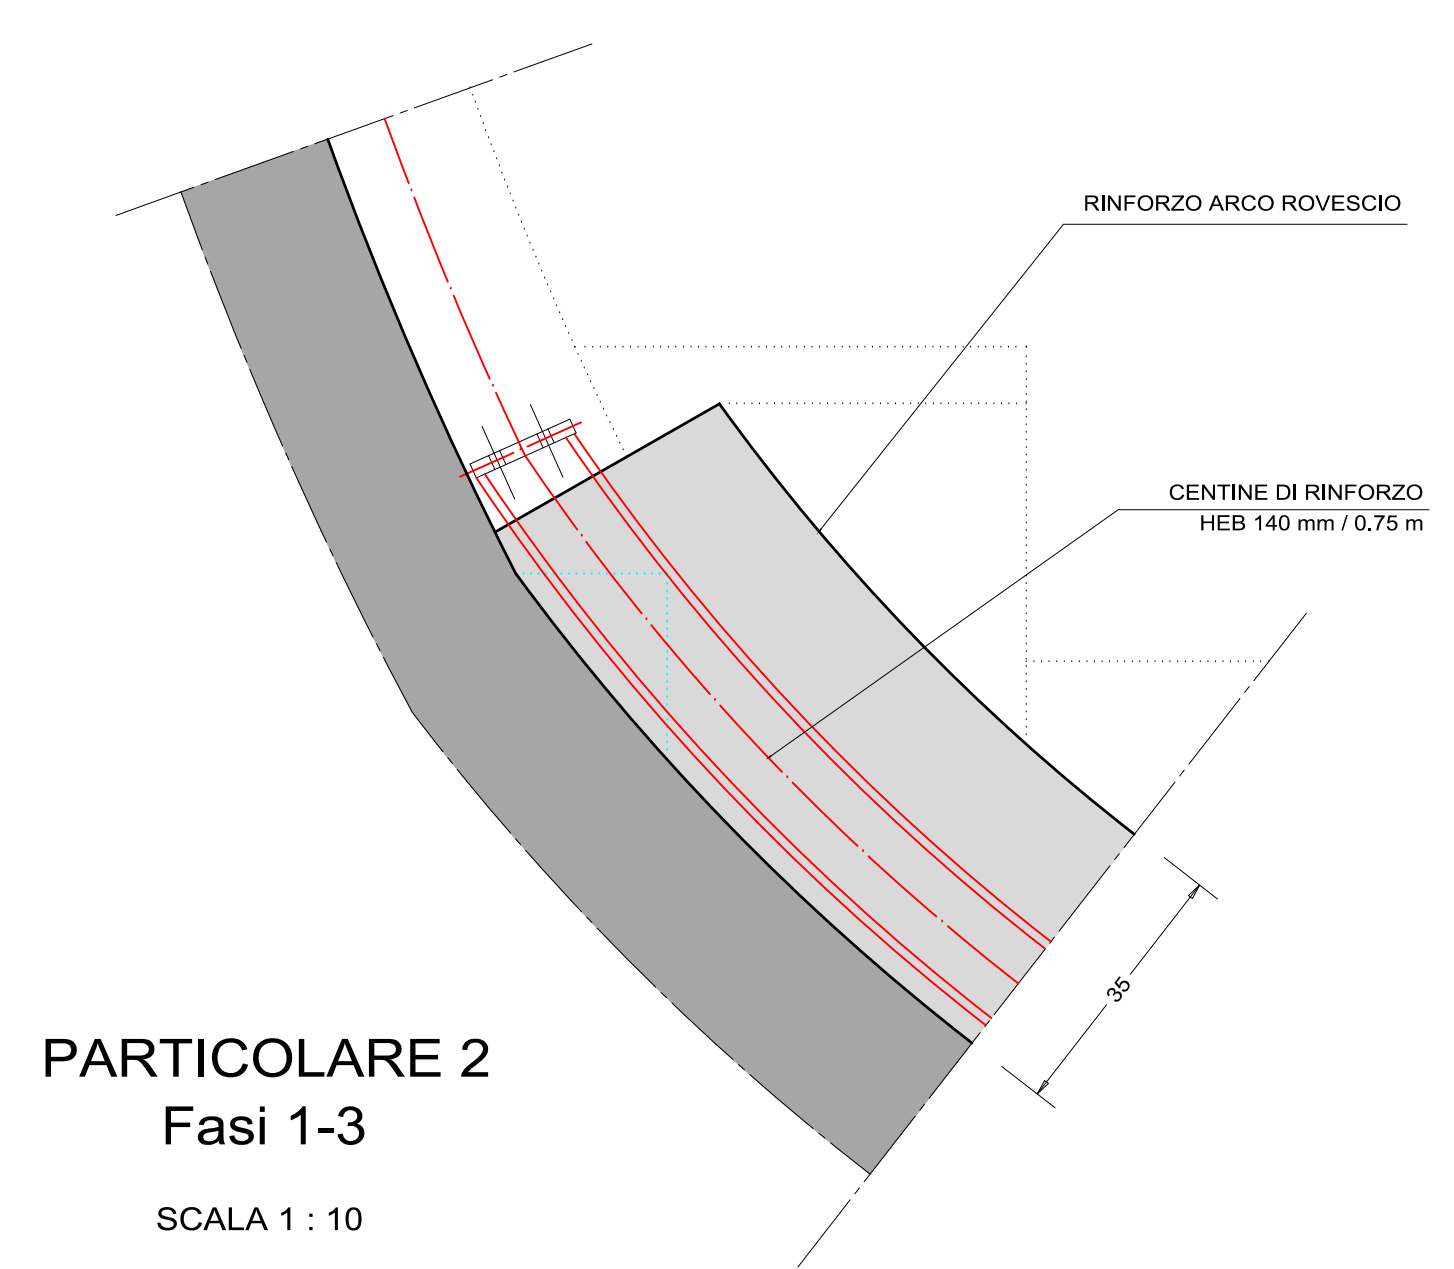 RINFORZO ARCO ROVESCIO
CENTINE DI RINFORZO
HEB 140 mm / 0.75 m
35
PARTICOLARE 2
Fasi 1-3
SCALA 1 : 10